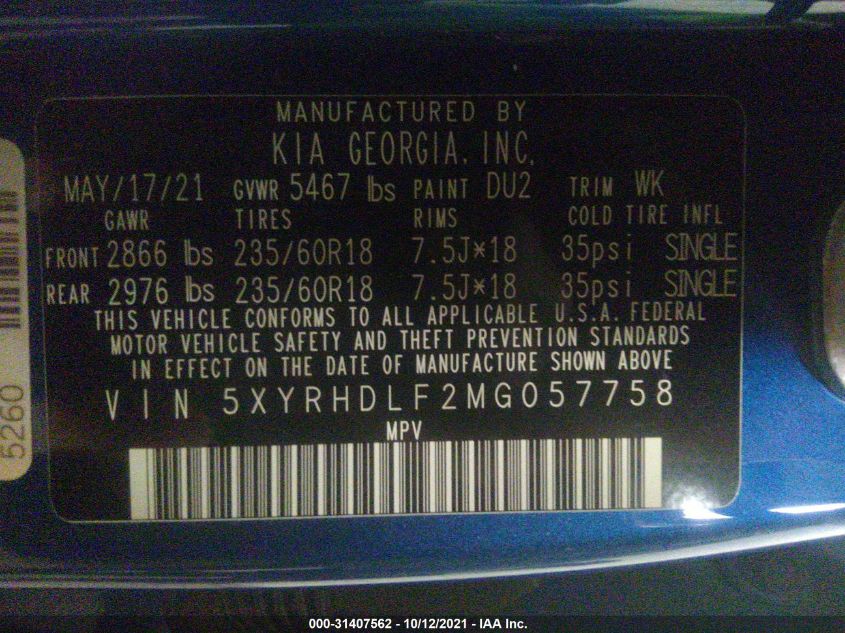 MANUFACTURED BY
KIA GEORGIA, INC.
MAY/17/21 GVWR 5467 lbs PAINT DU2 TRIM WK
GAWR TIRES RIMS COLD TIRE INFL
FRONT 2866 lbs 235/60R18 7.5J×18 35psi SINGLE
REAR 2976 lbs 235/60R18 7.5J×18 35psi SINGLE
THIS VEHICLE CONFORMS TO ALL APPLICABLE U.S.A. FEDERAL
MOTOR VEHICLE SAFETY AND THEFT PREVENTION STANDARDS
IN EFFECT ON THE DATE OF MANUFACTURE SHOWN ABOVE
VIN 5XYRHDLF2MG057758
MPV
5260
000-31407562 - 10/12/2021 - IAA Inc.